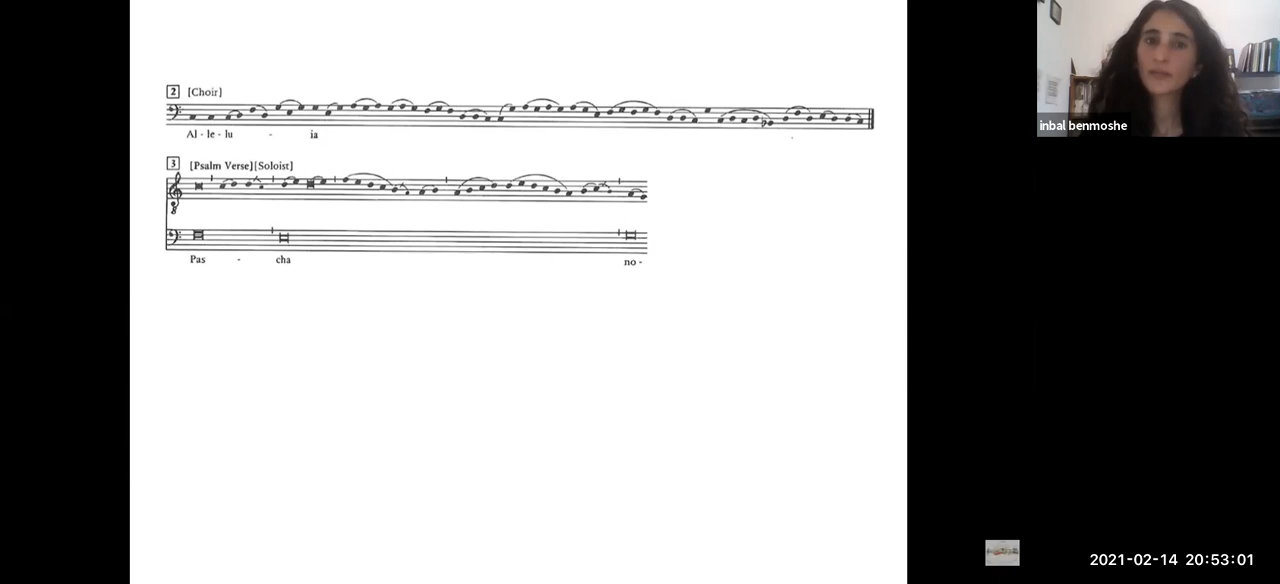 2 [Choir]
Al - le - lu - ia
3 [Psalm Verse][Soloist]
8
Pas - cha no -
inbal benmoshe
2021-02-14 20:53:01